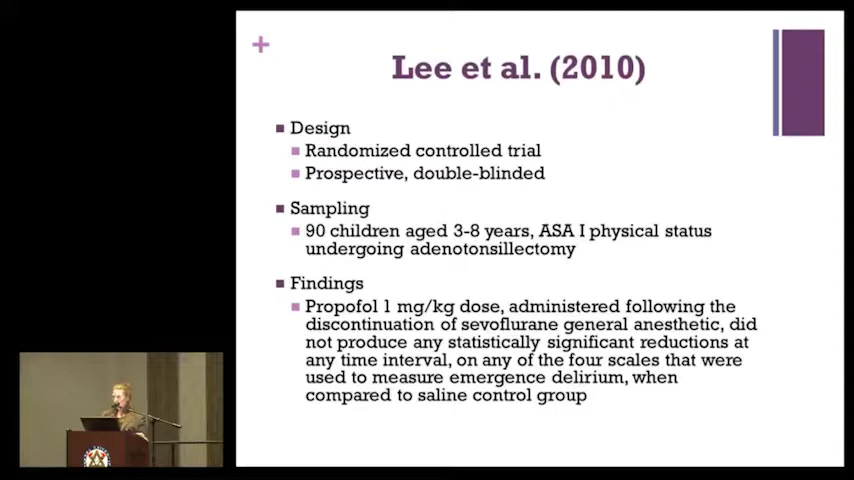 +
Lee et al. (2010)
Design
Randomized controlled trial
Prospective, double-blinded
Sampling
90 children aged 3-8 years, ASA I physical status
undergoing adenotonsillectomy
Findings
Propofol 1 mg/kg dose, administered following the
discontinuation of sevoflurane general anesthetic, did
not produce any statistically significant reductions at
any time interval, on any of the four scales that were
used to measure emergence delirium, when
compared to saline control group